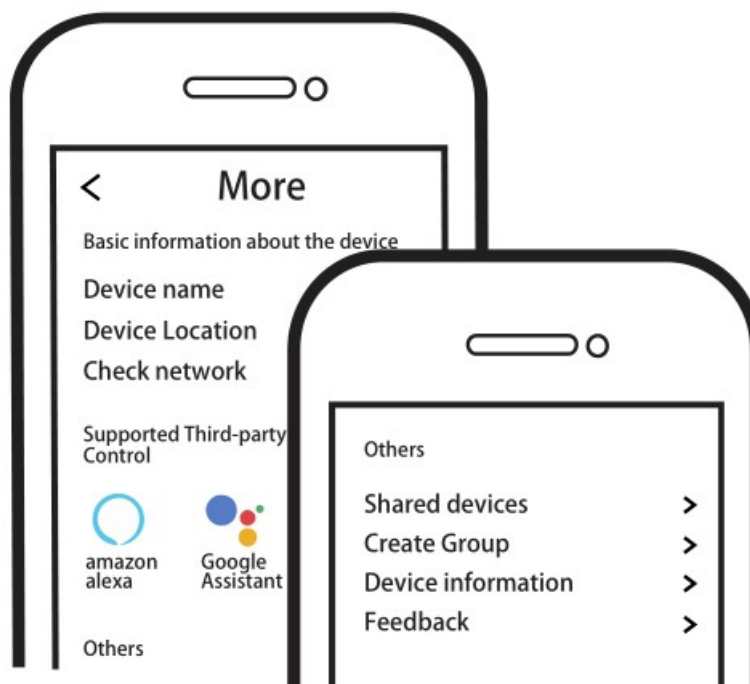 More
Basic information about the device
Device name
Device Location
Check network
Supported Third-party
Control
amazon
alexa
Google
Assistant
Others
Others
Shared devices
Create Group
Device information
Feedback